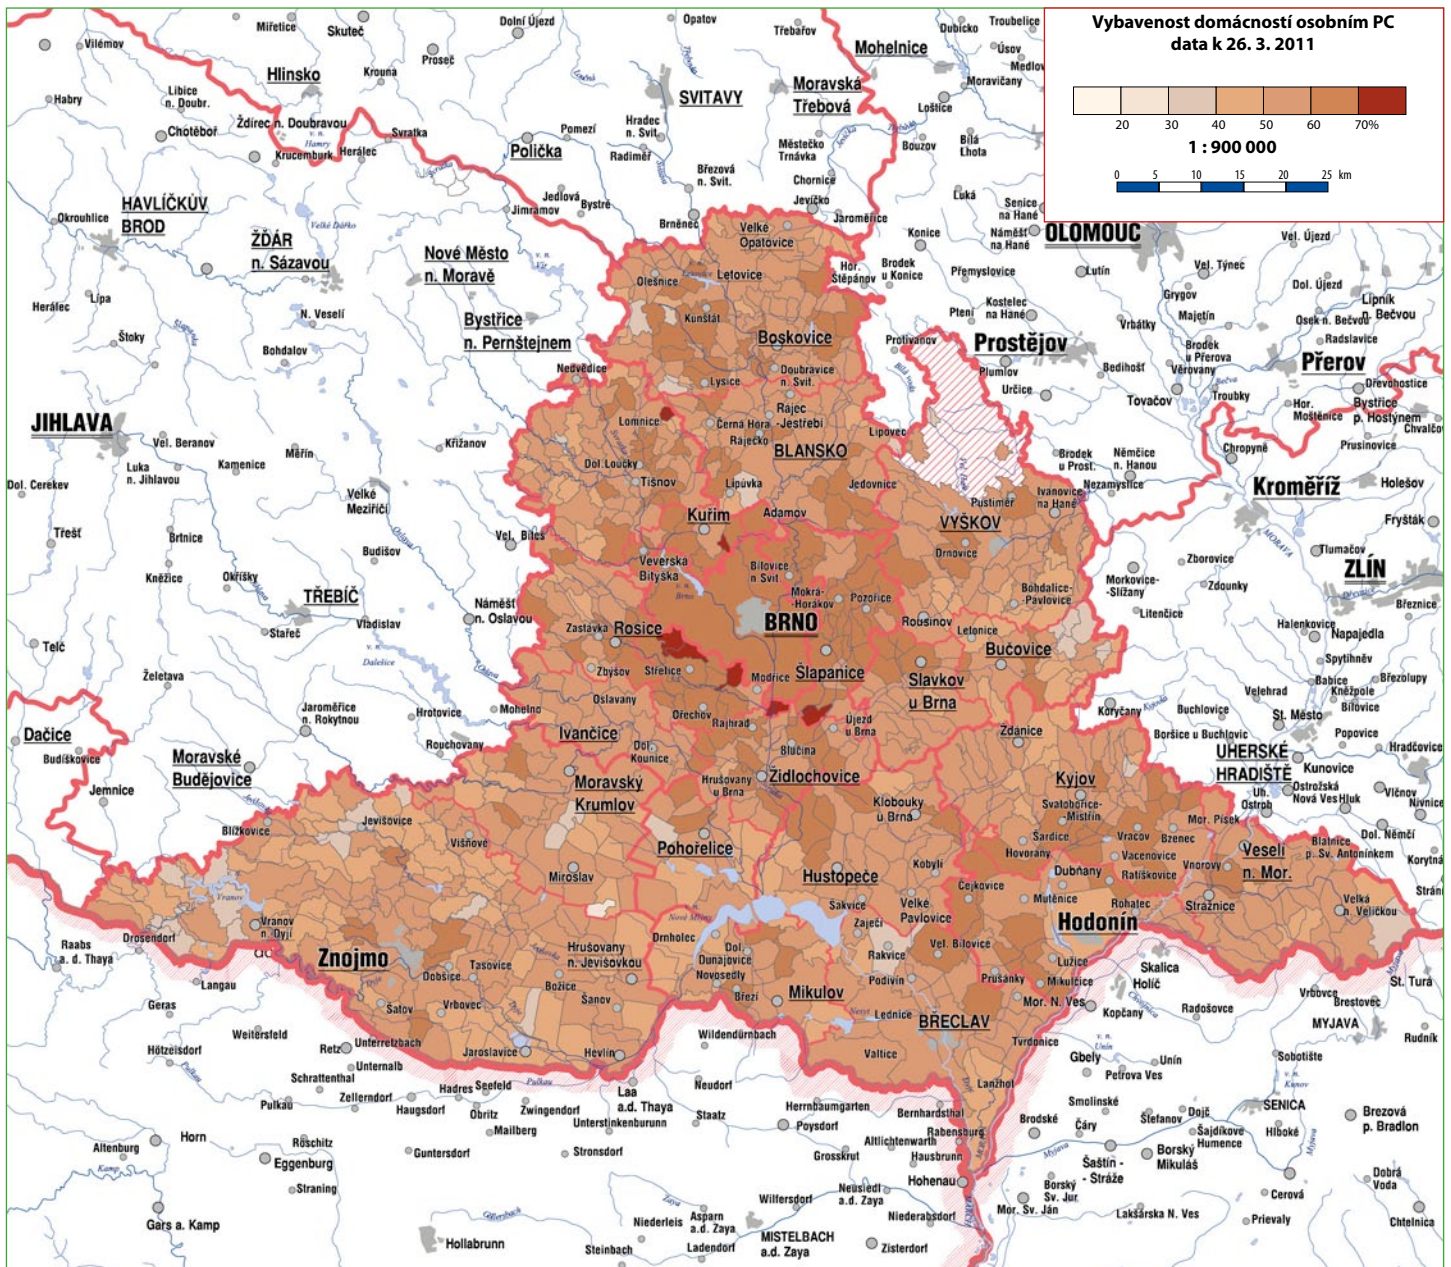 Vybavenost domácností osobním PC
data k 26. 3. 2011
20 30 40 50 60 70%
1 : 900 000
0 5 10 15 20 25 km
Miřetice
Skuteč
Dolní Újezd
Opatov
Třebařov
Dubicko
Troubelice
Vilémov
Proseč
Mohelnice
Úsov
Medlov
Hlinsko
Krouna
Moravská
Třebová
Moravičany
Habry
Libice
n. Doubr.
SVITAVY
Loštice
Chotěboř
Ždírec n. Doubravou
Svratka
Pomezí
Hradec
n. Svit.
Městečko
Trnávka
Bouzov
Bílá
Lhota
Krucemburk
Herálec
Polička
Radiměř
Březová
n. Svit.
Chornice
Jevíčko
Luká
Senice
na Hané
HAVLÍČKŮV
BROD
Okrouhlice
Velké Dářko
Jedlová
Bystré
Jimramov
Brněnec
Velké
Opatovice
Jaroměřice
Konice
Náměšť
na Hané
OLOMOUC
Vel. Újezd
ŽĎÁR
n. Sázavou
Nové Město
n. Moravě
Olešnice
Letovice
Hor.
Štěpánov
Brodek
u Konice
Přemyslovice
Lutín
Vel. Týnec
Herálec
Lípa
N. Veselí
Bystřice
n. Pernštejnem
Kunštát
Kostelec
na Hané
Ptení
Grygov
Majetín
Dol. Újezd
Lipník
n. Bečvou
Osek n. Bečvou
Štoky
Bohdalov
Boskovice
Protivanov
Prostějov
Vrbátky
Brodek
u Přerova
Radslavice
Přerov
Nedvědice
Lysice
Doubravice
n. Svit.
Plumlov
Určice
Bedihošť
Věrovany
Tovačov
Troubky
Dřevohostice
Bystřice
p. Hostýnem
Hor.
Moštěnice
JIHLAVA
Vel. Beranov
Měřín
Křižanov
Lomnice
Černá Hora
Rájec
-Jestřebí
Ráječko
Lipovec
BLANSKO
Brodek
u Prost.
Němčice
n. Hanou
Chropyně
Prusinovice
Luka
n. Jihlavou
Kamenice
Dol. Loučky
Tišnov
Lipůvka
Jedovnice
Pustiměř
Ivanovice
na Hané
Nezamyslice
Kroměříž
Holešov
Dol. Cerekev
Velké
Meziříčí
Kuřim
Adamov
VYŠKOV
Fryšták
Třešť
Brtnice
Budišov
Vel. Bíteš
Veverská
Bítyška
Bílovice
n Svit.
Drnovice
Zborovice
Tlumačov
ZLÍN
Kněžice
Okříšky
TŘEBÍČ
Náměšť
n. Oslavou
Mokrá-
-Horákov
Pozořice
Bohdalice-
-Pavlovice
Morkovice-
-Slížany
Zdounky
Březnice
Stařeč
Vladislav
Zastávka
Rosice
BRNO
Rousínov
Letonice
Litenčice
Halenkovice
Napajedla
Telč
Želetava
Dalešice
Zbýšov
Střelice
Modřice
Šlapanice
Bučovice
Slavkov
u Brna
Spytihněv
Oslavany
Velehrad
Babice
Kněžpole
Březolupy
Bílovice
Dačice
Jaroměřice
n. Rokytnou
Hrotovice
Mohelno
Ořechov
Rajhrad
Újezd
u Brna
Koryčany
Buchlovice
St. Město
Popovice
Budíškovice
Moravské
Budějovice
Rouchovany
Ivančice
Dol.
Kounice
Blučina
Ždánice
Boršice u Buchlovic
UHERSKÉ
HRADIŠTĚ
Kunovice
Hradčovice
Jemnice
Moravský
Krumlov
Hrušovany
u Brna
Židlochovice
Kyjov
Uh.
Ostroh
Ostrožská
Nová Ves
Hluk
Vlčnov
Nivnice
Blížkovice
Jevišovice
Višňové
Pohořelice
Klobouky
u Brna
Svatobořice-
-Mistřín
Mor. Písek
Šardice
Vracov
Bzenec
Dol. Němčí
Hovorany
Vacenovice
Veselí
n. Mor.
Blatnice
p. Sv. Antonínkem
Korytná
Miroslav
Hustopeče
Kobylí
Dubňany
Ratíškovice
Vnorovy
Čejkovice
Mutěnice
Rohatec
Strážnice
Velká
n. Veličkou
Vranov
Vranov
n. Dyjí
Šakvice
Zaječí
Velké
Pavlovice
Hodonín
Drosendorf
Raabs
a. d. Thaya
Znojmo
Hrušovany
n. Jevišovkou
Drnholec
Dol.
Dunajovice
Novosedly
Rakvice
Vel. Bílovice
Lužice
Skalica
Holíč
Dobšice
Tasovice
Podivín
Prušánky
Mikulčice
St. Turá
Langau
Geras
Božice
Šanov
Březí
Mikulov
Mor. N. Ves
Kopčany
Radošovce
Vrbovce
Brestovec
Šatov
Vrbovec
Lednice
BŘECLAV
MYJAVA
Rudník
Weitersfeld
Hötzelsdorf
Retz
Unterretzbach
Jaroslavice
Hevlín
Wildendürnbach
Valtice
Tvrdonice
Gbely
Unín
Sobotište
Unternalb
Schrattenthal
Petrova Ves
Zellerndorf
Hadres
Seefeld
Pulkau
Laa
a.d. Thaya
Neudorf
Lanžhot
Pulkau
Haugsdorf
Obritz
Zwingendorf
Unterstinkenbrunn
Staatz
Herrnbaumgarten
Bernhardsthal
Smolinské
Brodské
Štefanov
Dojč
SENICA
Brezová
p. Bradlon
Horn
Röschitz
Mailberg
Poysdorf
Rabensburg
Čáry
Šajdíkove
Humence
Hlboké
Altenburg
Eggenburg
Guntersdorf
Stronsdorf
Altlichtenwarth
Grosskrut
Hausbrunn
Šaštín -
- Stráže
Borský
Mikuláš
Straning
Hohenau
Borský
Sv. Jur
Cerová
Dobrá
Voda
Gars a. Kamp
Wilfersdorf
Neusiedl
a.d. Zaya
Mor. Sv. Ján
Lakšárska N. Ves
Prievaly
Chtelnica
Hollabrunn
Niederleis
Asparn
a.d. Zaya
Niederabsdorf
MISTELBACH
a.d. Zaya
Steinbach
Ladendorf
Zisterdorf